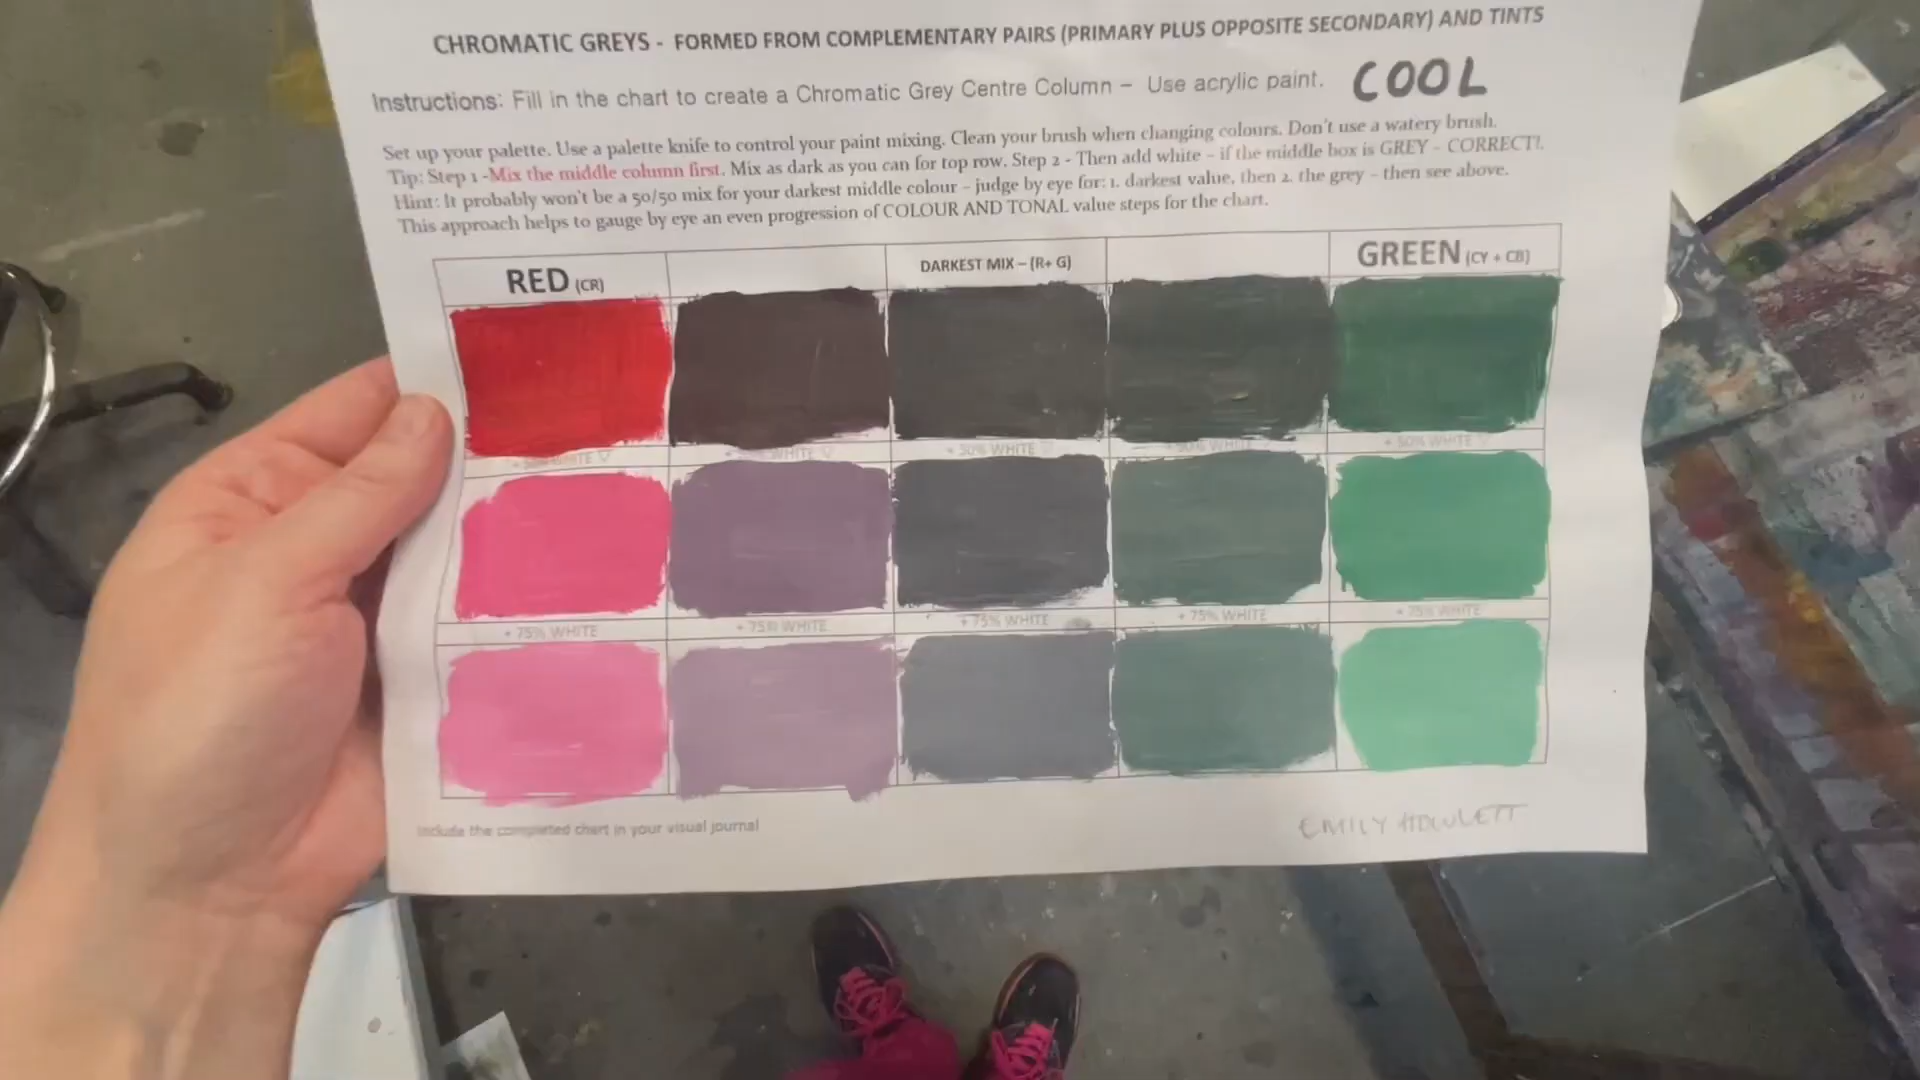 CHROMATIC GREYS - FORMED FROM COMPLEMENTARY PAIRS (PRIMARY PLUS OPPOSITE SECONDARY) AND TINTS
Instructions: Fill in the chart to create a Chromatic Grey Centre Column – Use acrylic paint. COOL
Set up your palette. Use a palette knife to control your paint mixing. Clean your brush when changing colours. Don't use a watery brush.
Tip: Step 1 -Mix the middle column first. Mix as dark as you can for top row. Step 2 - Then add white – if the middle box is GREY – CORRECT!.
Hint: It probably won't be a 50/50 mix for your darkest middle colour – judge by eye for: 1. darkest value, then 2. the grey – then see above.
This approach helps to gauge by eye an even progression of COLOUR AND TONAL value steps for the chart.
RED (CR) DARKEST MIX – (R+ G) GREEN (CY + CB)
+ 50% WHITE WHITE + 50% WHITE + 50% WHITE + 50% WHITE
+ 75% WHITE + 75% WHITE + 75% WHITE + 75% WHITE + 75% WHITE
Include the completed chart in your visual journal
EMILY HOWLETT